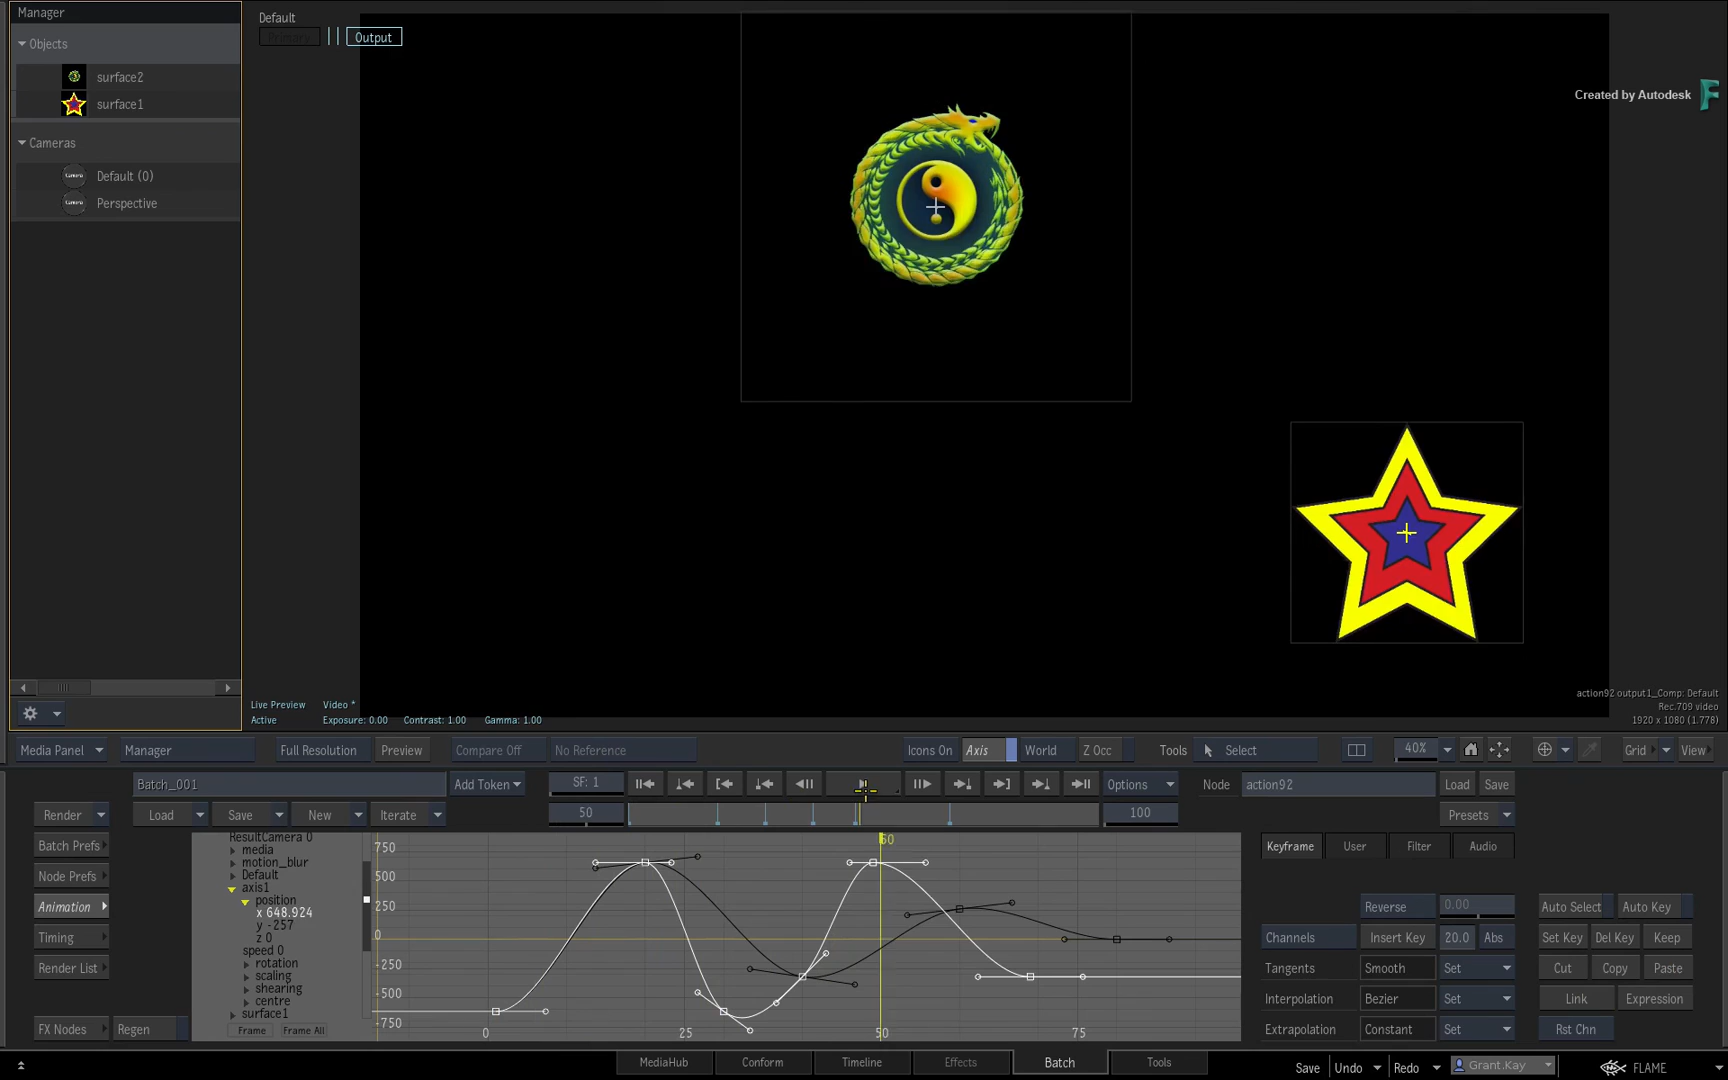 Manager
Objects
surface2
surface1
Cameras
Camera
Default (0)
Camera
Perspective
Default
Primary
Output
Created by Autodesk
Live Preview
Active
Video *
Exposure: 0.00 Contrast: 1.00 Gamma: 1.00
action92 output1_Comp: Default
Rec.709 video
1920 x 1080 (1.778)
Media Panel
Manager
Full Resolution
Preview
Compare Off
No Reference
Icons On
Axis
World
Z Occ
Tools
Select
40%
Grid
View
Batch_001
Add Token
SF: 1
Options
Node
action92
Load
Save
Render
Load
Save
New
Iterate
50
100
Presets
Batch Prefs
Node Prefs
Animation
Timing
Render List
FX Nodes
Regen
ResultCamera 0
media
motion_blur
Default
axis1
position
x 648.924
y -257
z 0
speed 0
rotation
scaling
shearing
centre
surface1
Frame
Frame All
750
500
250
0
-250
-500
-750
0
25
50
75
50
Keyframe
User
Filter
Audio
Reverse
0.00
Auto Select
Auto Key
Channels
Insert Key
20.0
Abs
Set Key
Del Key
Keep
Tangents
Smooth
Set
Cut
Copy
Paste
Interpolation
Bezier
Set
Link
Expression
Extrapolation
Constant
Set
Rst Chn
MediaHub
Conform
Timeline
Effects
Batch
Tools
Save
Undo
Redo
Grant.Kay
FLAME